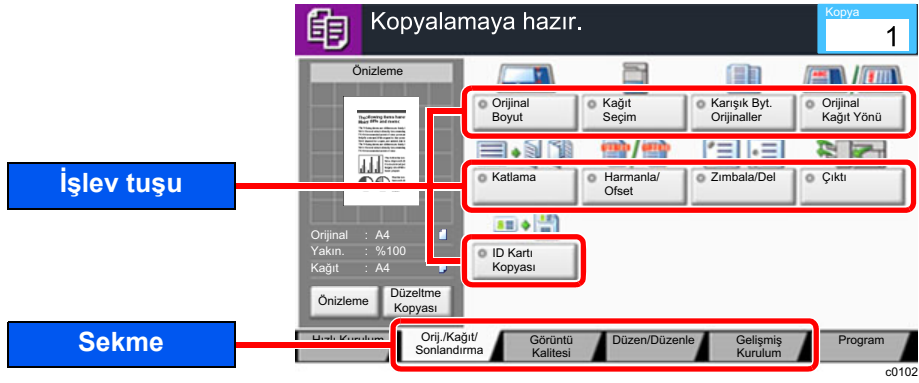 Kopyalamaya hazır.
Kopya
1
Önizleme
Orijinal
Boyut
Kağıt
Seçim
Karışık Byt.
Orijinaller
Orijinal
Kağıt Yönü
İşlev tuşu
Katlama
Harmanla/
Ofset
Zımbala/Del
Çıktı
ID Kartı
Kopyası
Orijinal : A4
Yakın. : %100
Kağıt : A4
Önizleme
Düzeltme
Kopyası
Sekme
Hızlı Kurulum
Orij./Kağıt/
Sonlandırma
Görüntü
Kalitesi
Düzen/Düzenle
Gelişmiş
Kurulum
Program
c0102